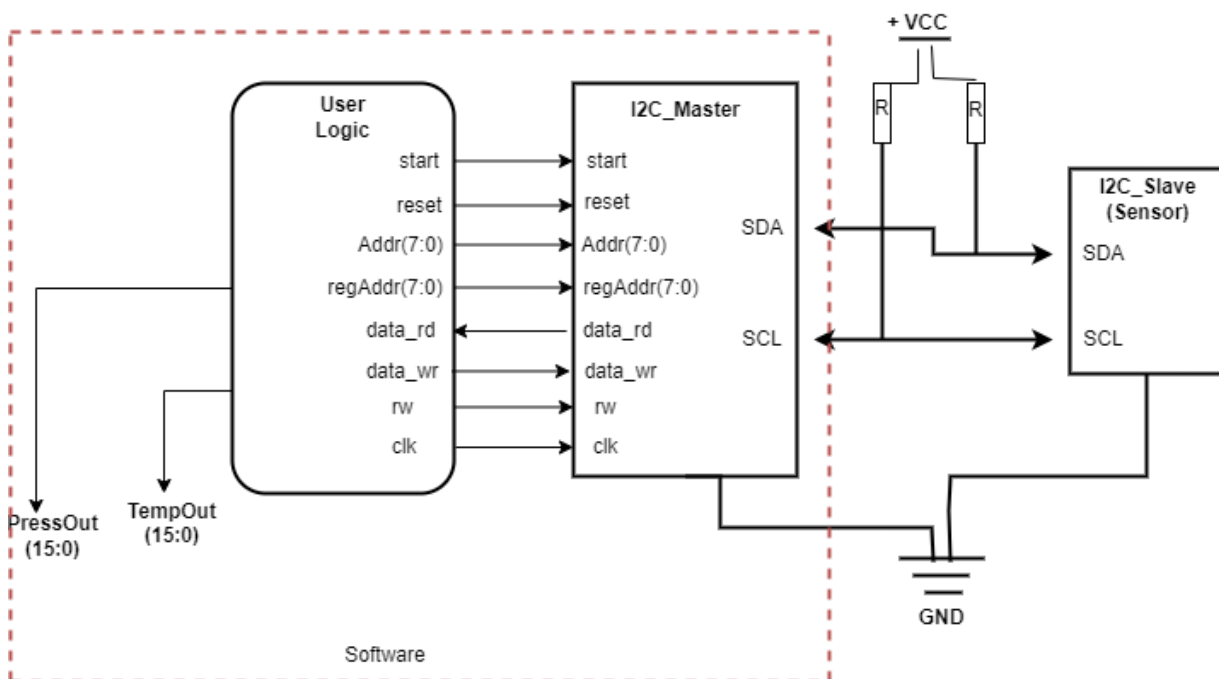 + VCC
User
Logic
start
reset
Addr(7:0)
regAddr(7:0)
data_rd
data_wr
rw
clk
I2C_Master
start
reset
Addr(7:0)
regAddr(7:0)
data_rd
data_wr
rw
clk
SDA
SCL
R
R
I2C_Slave
(Sensor)
SDA
SCL
PressOut
(15:0)
TempOut
(15:0)
GND
Software